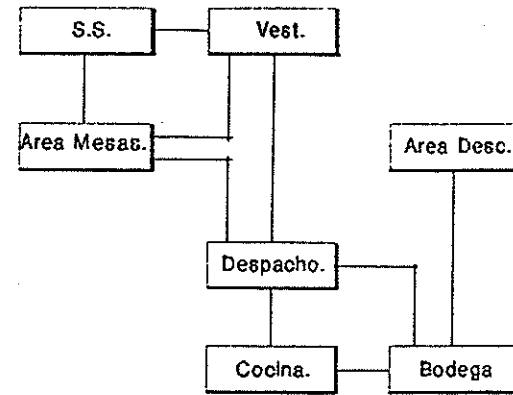 S.S.
Vest.
Area Mesas.
Area Desc.
Despacho.
Cocina.
Bodega